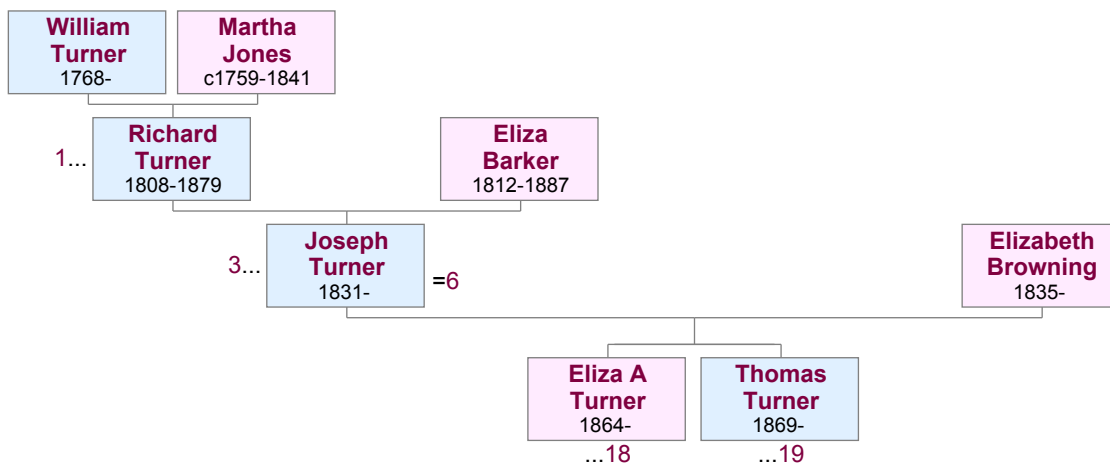 William
Turner
1768-
Martha
Jones
c1759-1841
1...
Richard
Turner
1808-1879
Eliza
Barker
1812-1887
3...
Joseph
Turner
1831-
=6
Elizabeth
Browning
1835-
Eliza A
Turner
1864-
...18
Thomas
Turner
1869-
...19